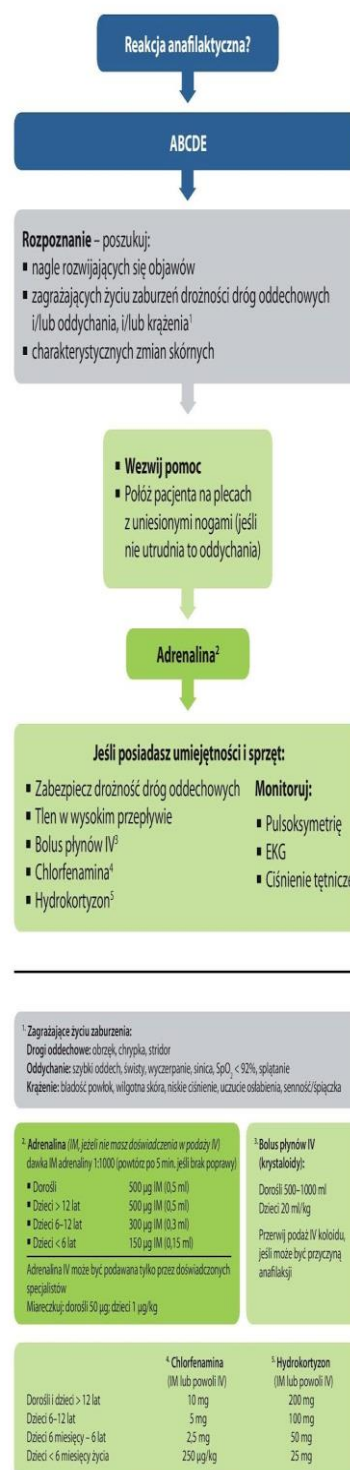 Reakcja anafilaktyczna?
ABCDE
Rozpoznanie – poszukuj:
▪ nagle rozwijających się objawów
▪ zagrażających życiu zaburzeń drożności dróg oddechowych
i/lub oddychania, i/lub krążenia¹
▪ charakterystycznych zmian skórnych
▪ Wezwij pomoc
▪ Połóż pacjenta na plecach
z uniesionymi nogami (jeśli
nie utrudnia to oddychania)
Adrenalina²
Jeśli posiadasz umiejętności i sprzęt:
▪ Zabezpiecz drożność dróg oddechowych
▪ Tlen w wysokim przepływie
▪ Bolus płynów IV³
▪ Chlorfenamina⁴
▪ Hydrokortyzon⁵
Monitoruj:
▪ Pulsoksymetrię
▪ EKG
▪ Ciśnienie tętnicze
¹· Zagrażające życiu zaburzenia:
Drogi oddechowe: obrzęk, chrypka, stridor
Oddychanie: szybki oddech, świsty, wyczerpanie, sinica, SpO₂ < 92%, splątanie
Krążenie: bladość powłok, wilgotna skóra, niskie ciśnienie, uczucie osłabienia, senność/śpiączka
²· Adrenalina (IM, jeżeli nie masz doświadczenia w podaży IV)
dawka IM adrenaliny 1:1000 (powtórz po 5 min. jeśli brak poprawy)
▪ Dorośli 500 µg IM (0,5 ml)
▪ Dzieci > 12 lat 500 µg IM (0,5 ml)
▪ Dzieci 6–12 lat 300 µg IM (0,3 ml)
▪ Dzieci < 6 lat 150 µg IM (0,15 ml)
Adrenalina IV może być podawana tylko przez doświadczonych
specjalistów
Miareczkuj: dorośli 50 µg; dzieci 1 µg/kg
³· Bolus płynów IV
(krystaloidy):
Dorośli 500–1000 ml
Dzieci 20 ml/kg
Przerwij podaż IV koloidu,
jeśli może być przyczyną
anafilaksji
⁴· Chlorfenamina ⁵· Hydrokortyzon
(IM lub powoli IV) (IM lub powoli IV)
Dorośli i dzieci > 12 lat 10 mg 200 mg
Dzieci 6–12 lat 5 mg 100 mg
Dzieci 6 miesięcy – 6 lat 2,5 mg 50 mg
Dzieci < 6 miesięcy życia 250 µg/kg 25 mg